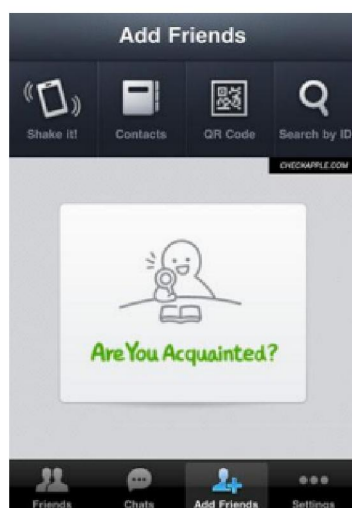 Add Friends
Shake it! Contacts QR Code Search by ID
CHECKAPPLE.COM
Are You Acquainted?
Friends Chats Add Friends Settings